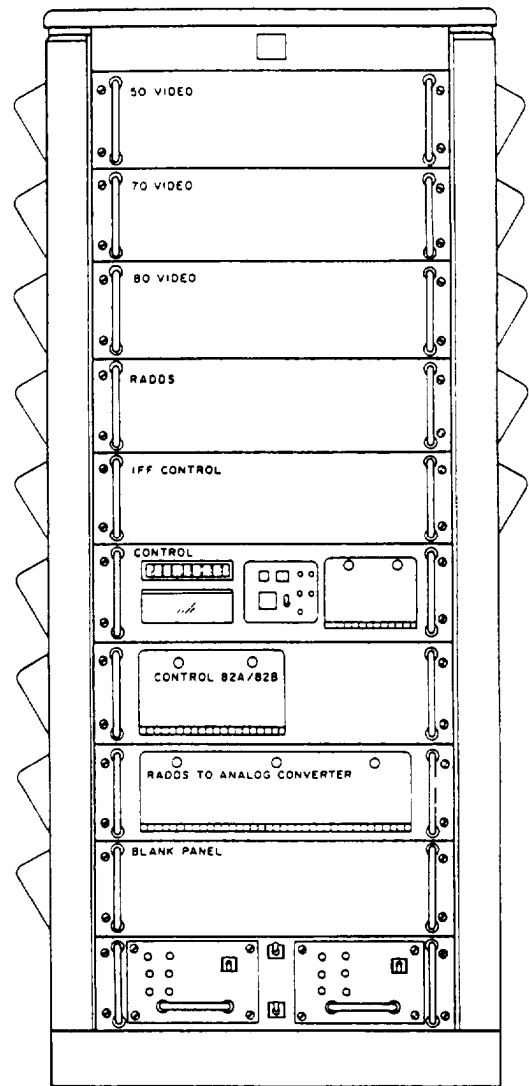 50 VIDEO
70 VIDEO
80 VIDEO
RADDS
IFF CONTROL
CONTROL
CONTROL 82A/82B
RADDS TO ANALOG CONVERTER
BLANK PANEL